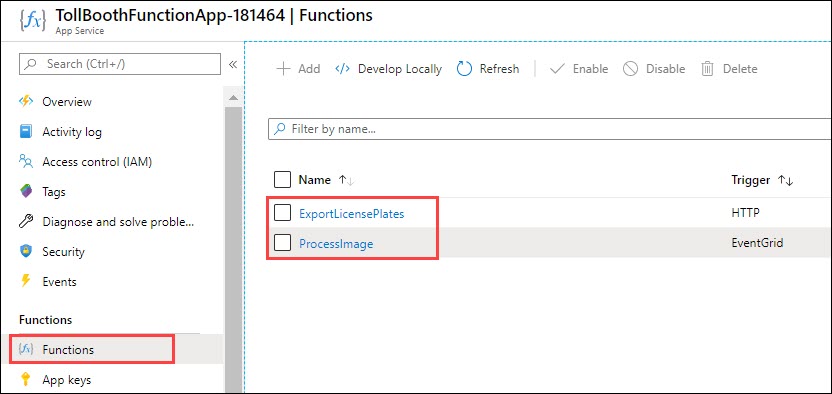 TollBoothFunctionApp-181464 | Functions
App Service
Search (Ctrl+/)
«
Overview
Activity log
Access control (IAM)
Tags
Diagnose and solve proble...
Security
Events
Functions
Functions
App keys
Add
Develop Locally
Refresh
Enable
Disable
Delete
Filter by name...
Name ↑↓ Trigger ↑↓
ExportLicensePlates HTTP
ProcessImage EventGrid